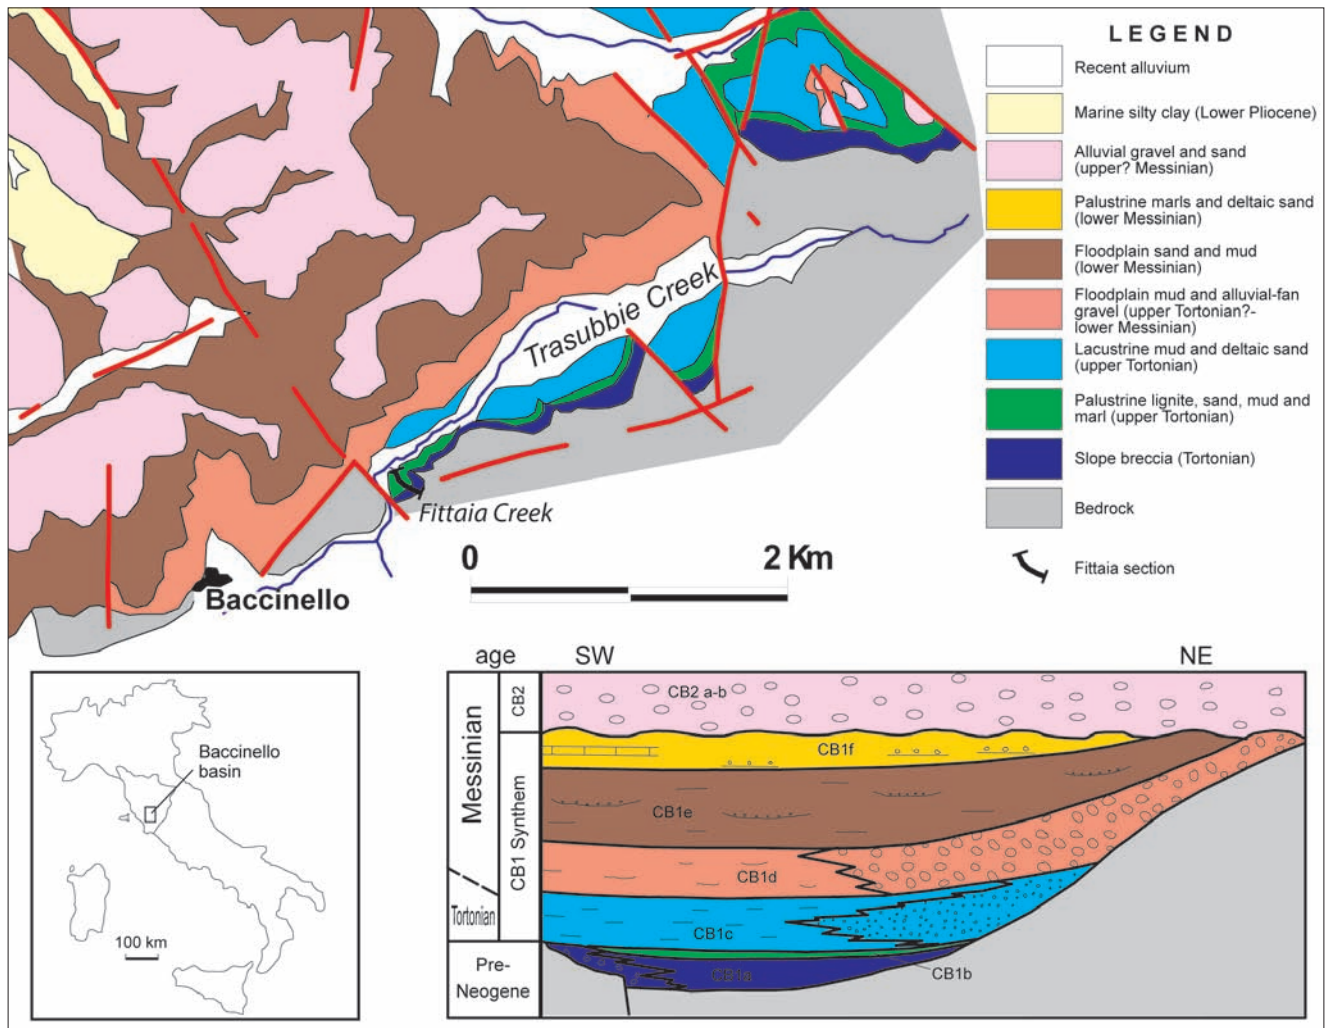 LEGEND
Recent alluvium
Marine silty clay (Lower Pliocene)
Alluvial gravel and sand
(upper? Messinian)
Palustrine marls and deltaic sand
(lower Messinian)
Floodplain sand and mud
(lower Messinian)
Floodplain mud and alluvial-fan
gravel (upper Tortonian?-
lower Messinian)
Lacustrine mud and deltaic sand
(upper Tortonian)
Palustrine lignite, sand, mud and
marl (upper Tortonian)
Slope breccia (Tortonian)
Bedrock
Fittaia section
Trasubbie Creek
Fittaia Creek
Baccinello
0 2 Km
Baccinello
basin
100 km
age SW NE
Messinian
Tortonian
Pre-
Neogene
CB2
CB1 Synthem
CB2 a-b
CB1f
CB1e
CB1d
CB1c
CB1a
CB1b